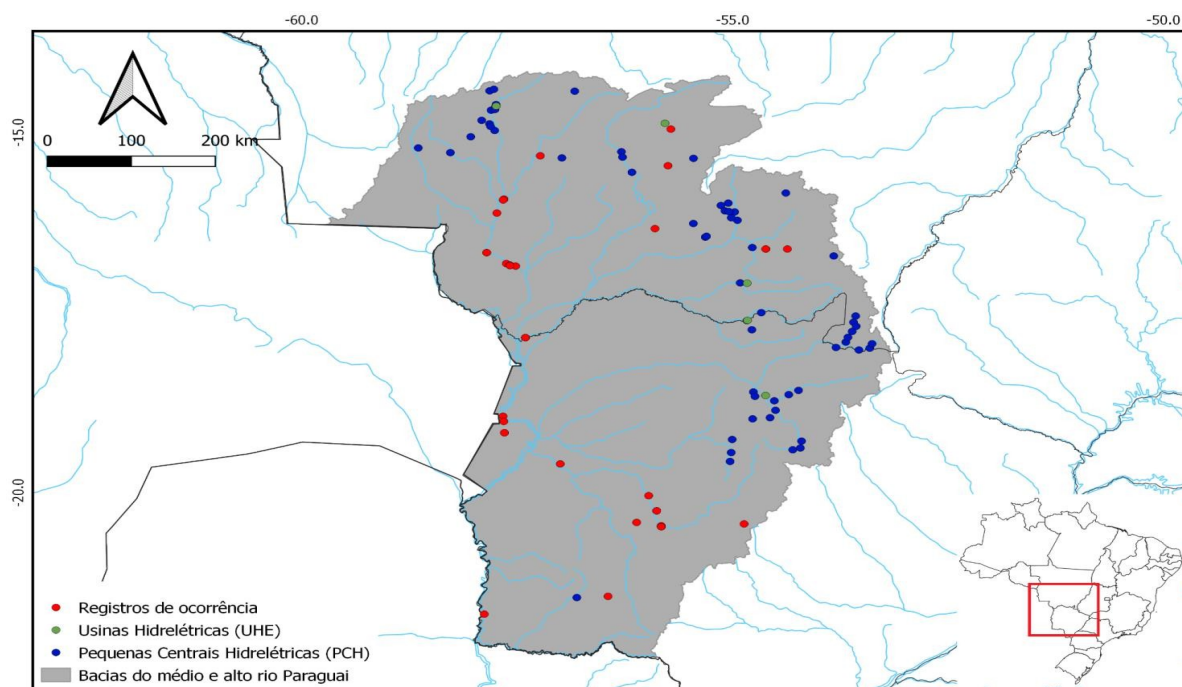 -60.0 -55.0 -50.0
-15.0
0 100 200 km
-20.0
Registros de ocorrência
Usinas Hidrelétricas (UHE)
Pequenas Centrais Hidrelétricas (PCH)
Bacias do médio e alto rio Paraguai